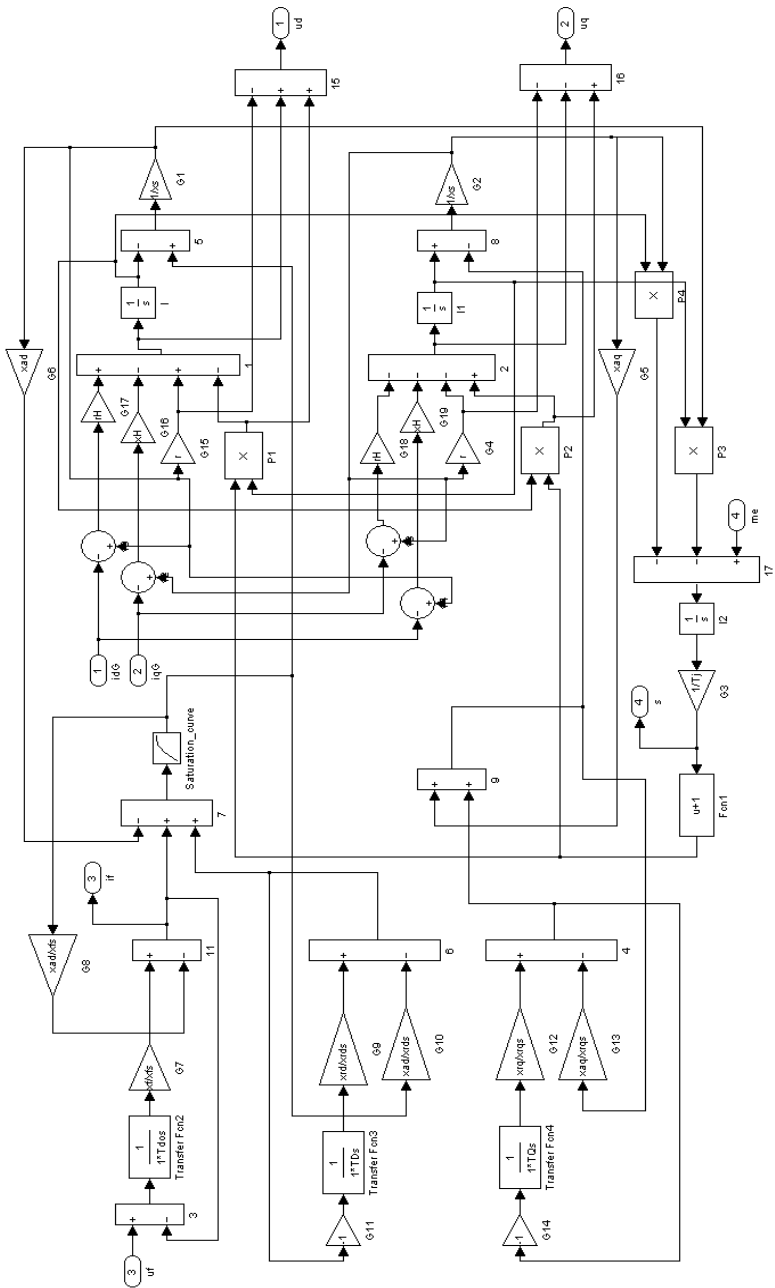 3
uf
+
-
3
1
1*Tdos
Transfer Fcn2
xf/xfs
G7
xad/xfs
G8
+
-
11
3
if
-
+
+
7
Saturation_curve
1
idG
2
iqG
-
+
-
+
-
+
-
+
rH
G17
xH
G16
r
G15
×
P1
+
-
+
-
1
1
s
I
-
+
5
1/xs
G1
xad
G6
-
+
+
15
1
ud
rH
G18
xH
G19
r
G4
×
P2
-
-
-
+
2
1
s
I1
+
-
8
1/xs
G2
xaq
G5
-
-
+
16
2
uq
-1
G11
1
1*TDs
Transfer Fcn3
xrd/xrds
G9
xad/xrds
G10
+
-
6
-1
G14
1
1*TQs
Transfer Fcn4
xrq/xrqs
G12
xaq/xrqs
G13
+
-
4
+
+
9
×
P4
×
P3
4
me
-
-
+
17
1
s
I2
1/Tj
G3
4
s
u+1
Fcn1